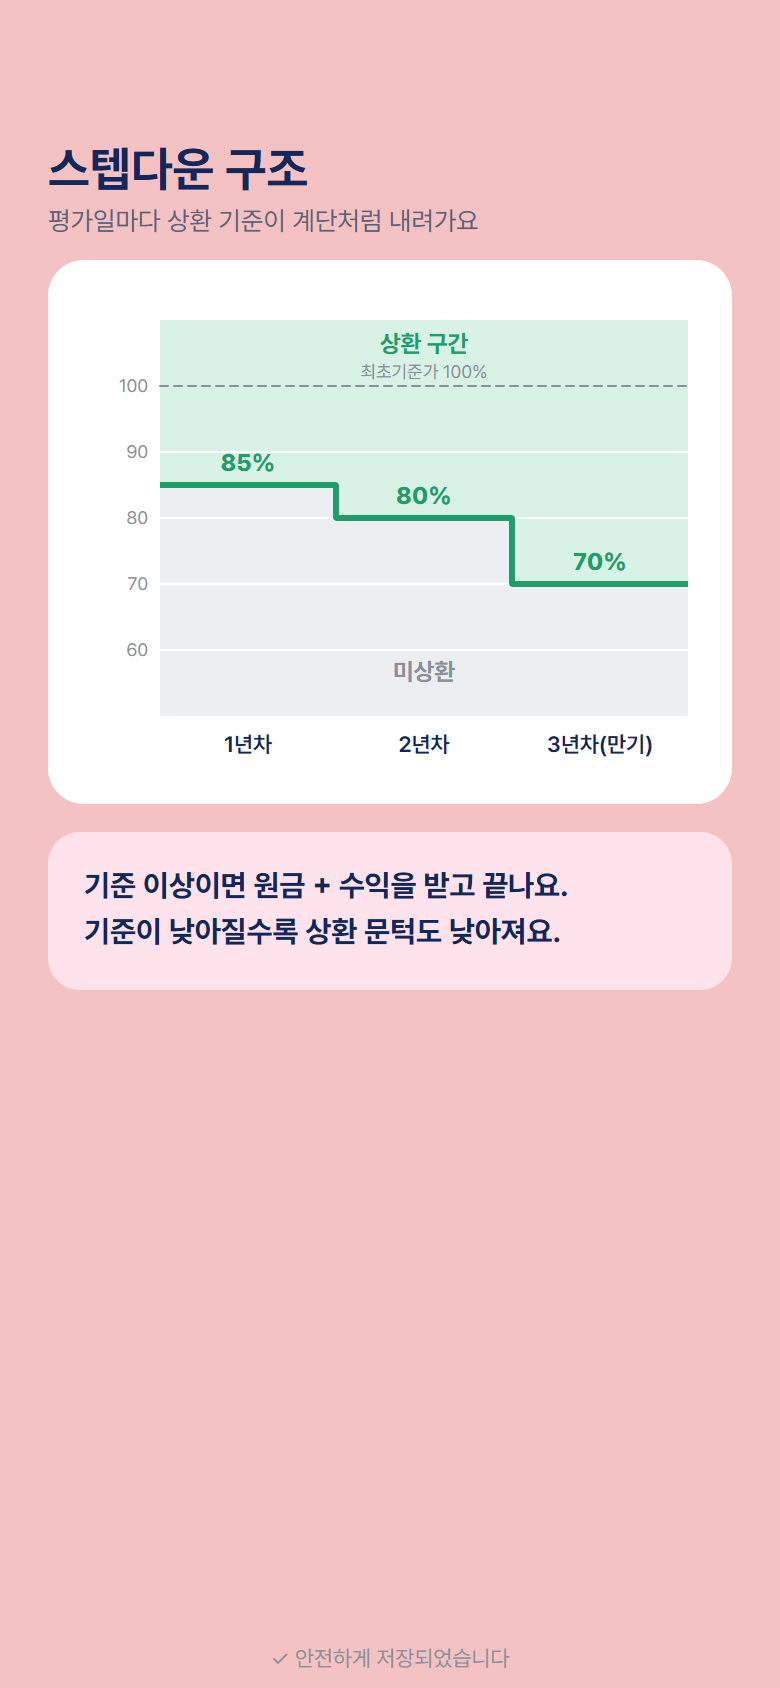 스텝다운 구조
평가일마다 상환 기준이 계단처럼 내려가요
상환 구간
최초기준가 100%
100
90
85%
80%
80
70%
70
60
미상환
1년차 2년차 3년차(만기)
기준 이상이면 원금 + 수익을 받고 끝나요.
기준이 낮아질수록 상환 문턱도 낮아져요.
✓ 안전하게 저장되었습니다